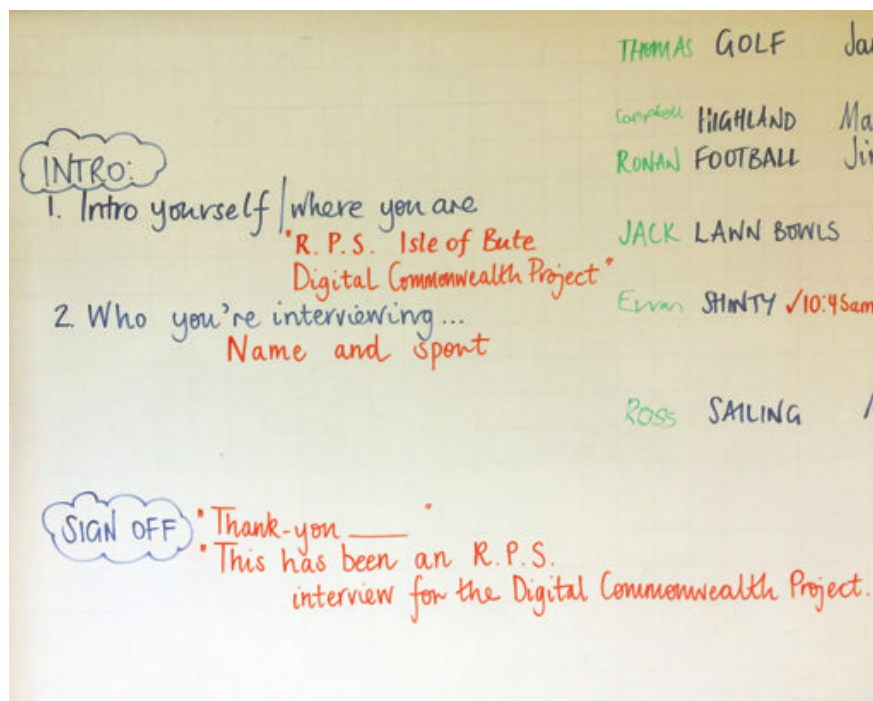 THOMAS GOLF
Campbell HIGHLAND
RONAN FOOTBALL
JACK LAWN BOWLS
Ewan SHINTY ✓10:45am
ROSS SAILING
INTRO:
1. Intro yourself / where you are
"R.P.S. Isle of Bute
Digital Commonwealth Project"
2. Who you're interviewing...
Name and sport
SIGN OFF
"Thank-you ____"
"This has been an R.P.S.
interview for the Digital Commonwealth Project.